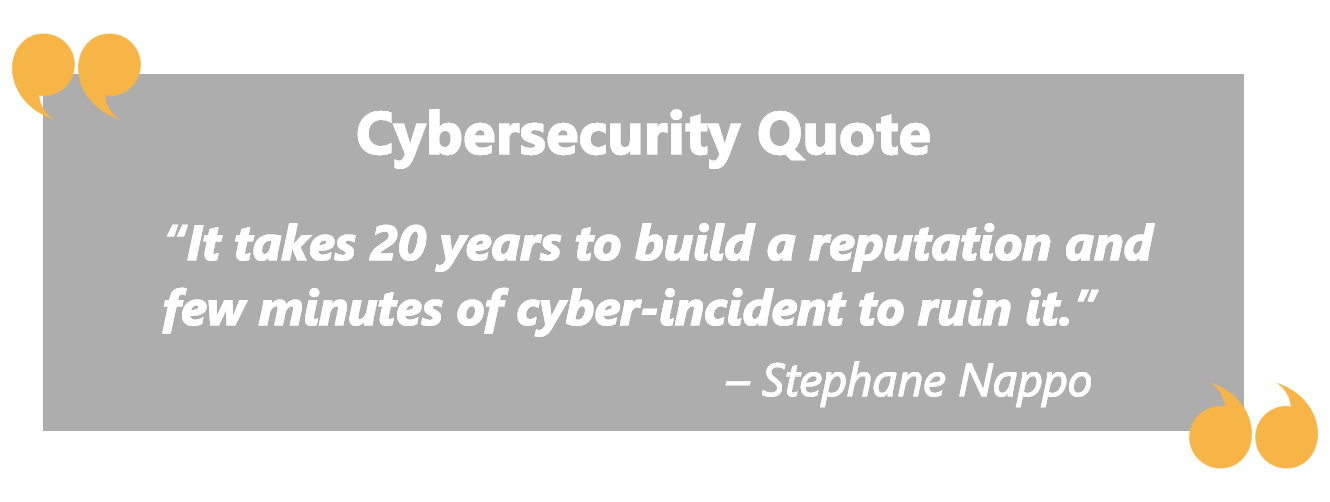 Cybersecurity Quote
“It takes 20 years to build a reputation and
few minutes of cyber-incident to ruin it.”
– Stephane Nappo